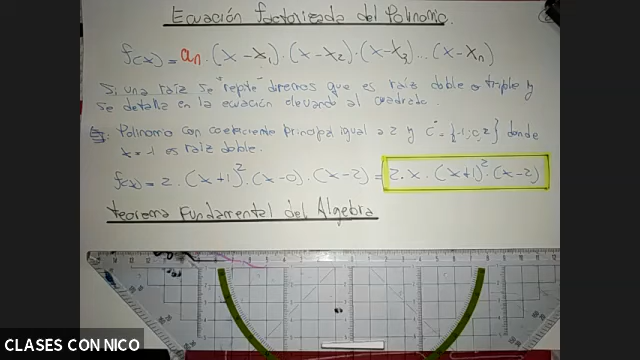 Ecuación factorizada del Polinomio.
f(x) = an · (x - x1) · (x - x2) · (x - x3) ... (x - xn)
Si una raíz se "repite" diremos que es raíz doble o triple y
se detalla en la ecuación elevando al cuadrado.
Ej: Polinomio con coeficiente principal igual a 2 y C° = {-1; 0; 2} donde
x = -1 es raíz doble.
f(x) = 2 · (x+1)² · (x-0) · (x-2) = 2 · x · (x+1)² · (x-2)
Teorema Fundamental del Álgebra
CLASES CON NICO